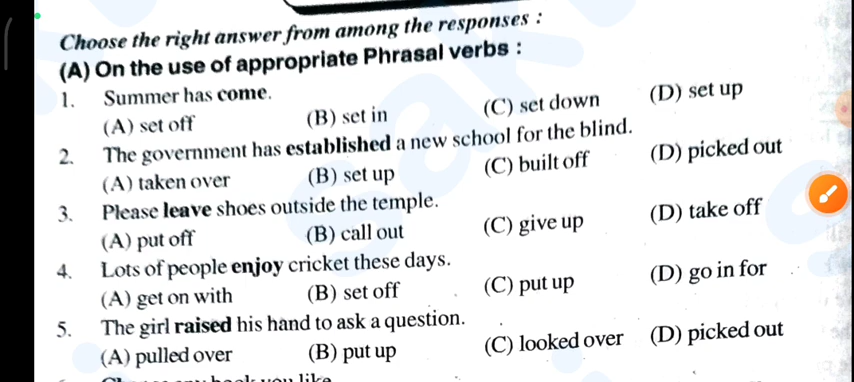 Choose the right answer from among the responses :
(A) On the use of appropriate Phrasal verbs :
1. Summer has come.
(A) set off (B) set in (C) set down (D) set up
2. The government has established a new school for the blind.
(A) taken over (B) set up (C) built off (D) picked out
3. Please leave shoes outside the temple.
(A) put off (B) call out (C) give up (D) take off
4. Lots of people enjoy cricket these days.
(A) get on with (B) set off (C) put up (D) go in for
5. The girl raised his hand to ask a question.
(A) pulled over (B) put up (C) looked over (D) picked out
book you like